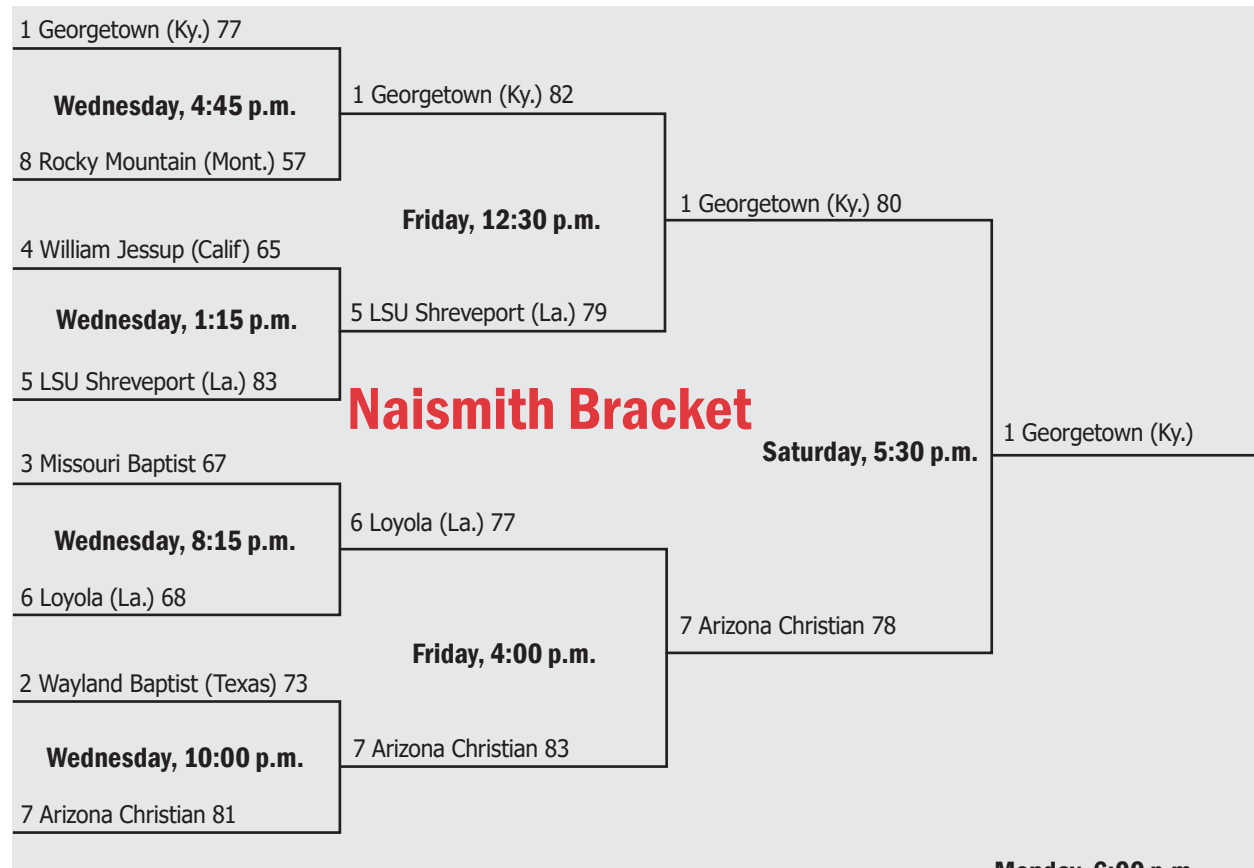 1 Georgetown (Ky.) 77
Wednesday, 4:45 p.m.
8 Rocky Mountain (Mont.) 57
1 Georgetown (Ky.) 82
Friday, 12:30 p.m.
4 William Jessup (Calif) 65
Wednesday, 1:15 p.m.
5 LSU Shreveport (La.) 83
5 LSU Shreveport (La.) 79
1 Georgetown (Ky.) 80
Naismith Bracket
Saturday, 5:30 p.m.
1 Georgetown (Ky.)
3 Missouri Baptist 67
Wednesday, 8:15 p.m.
6 Loyola (La.) 68
6 Loyola (La.) 77
Friday, 4:00 p.m.
7 Arizona Christian 78
2 Wayland Baptist (Texas) 73
Wednesday, 10:00 p.m.
7 Arizona Christian 81
7 Arizona Christian 83
Monday, 6:00 p.m.